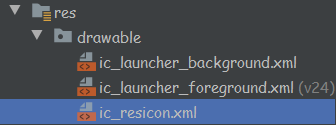 res
drawable
ic_launcher_background.xml
ic_launcher_foreground.xml (v24)
ic_resicon.xml